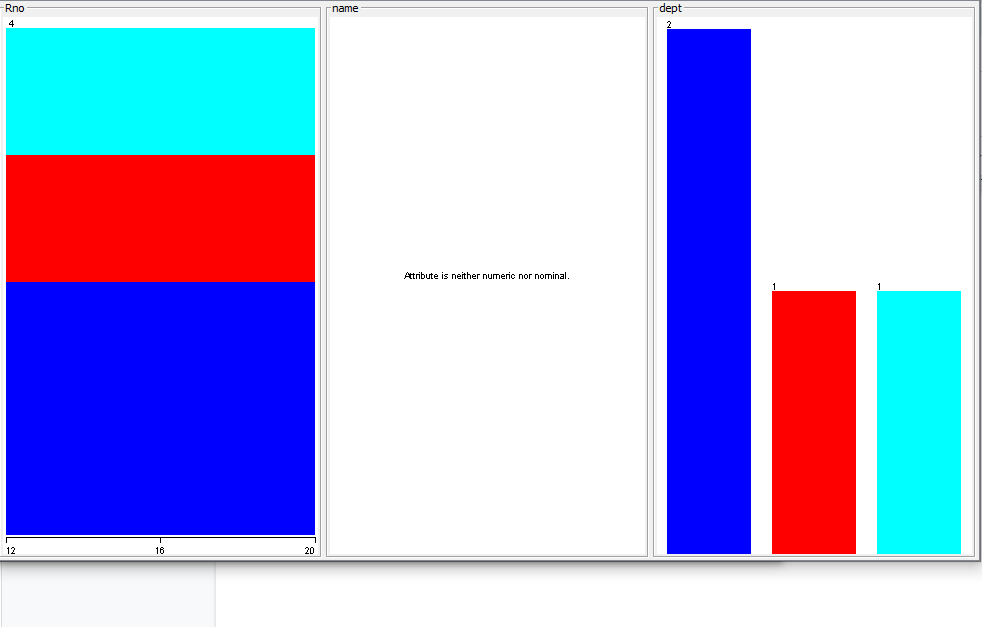 Rno
4
12 16 20
name
Attribute is neither numeric nor nominal.
dept
2
1 1